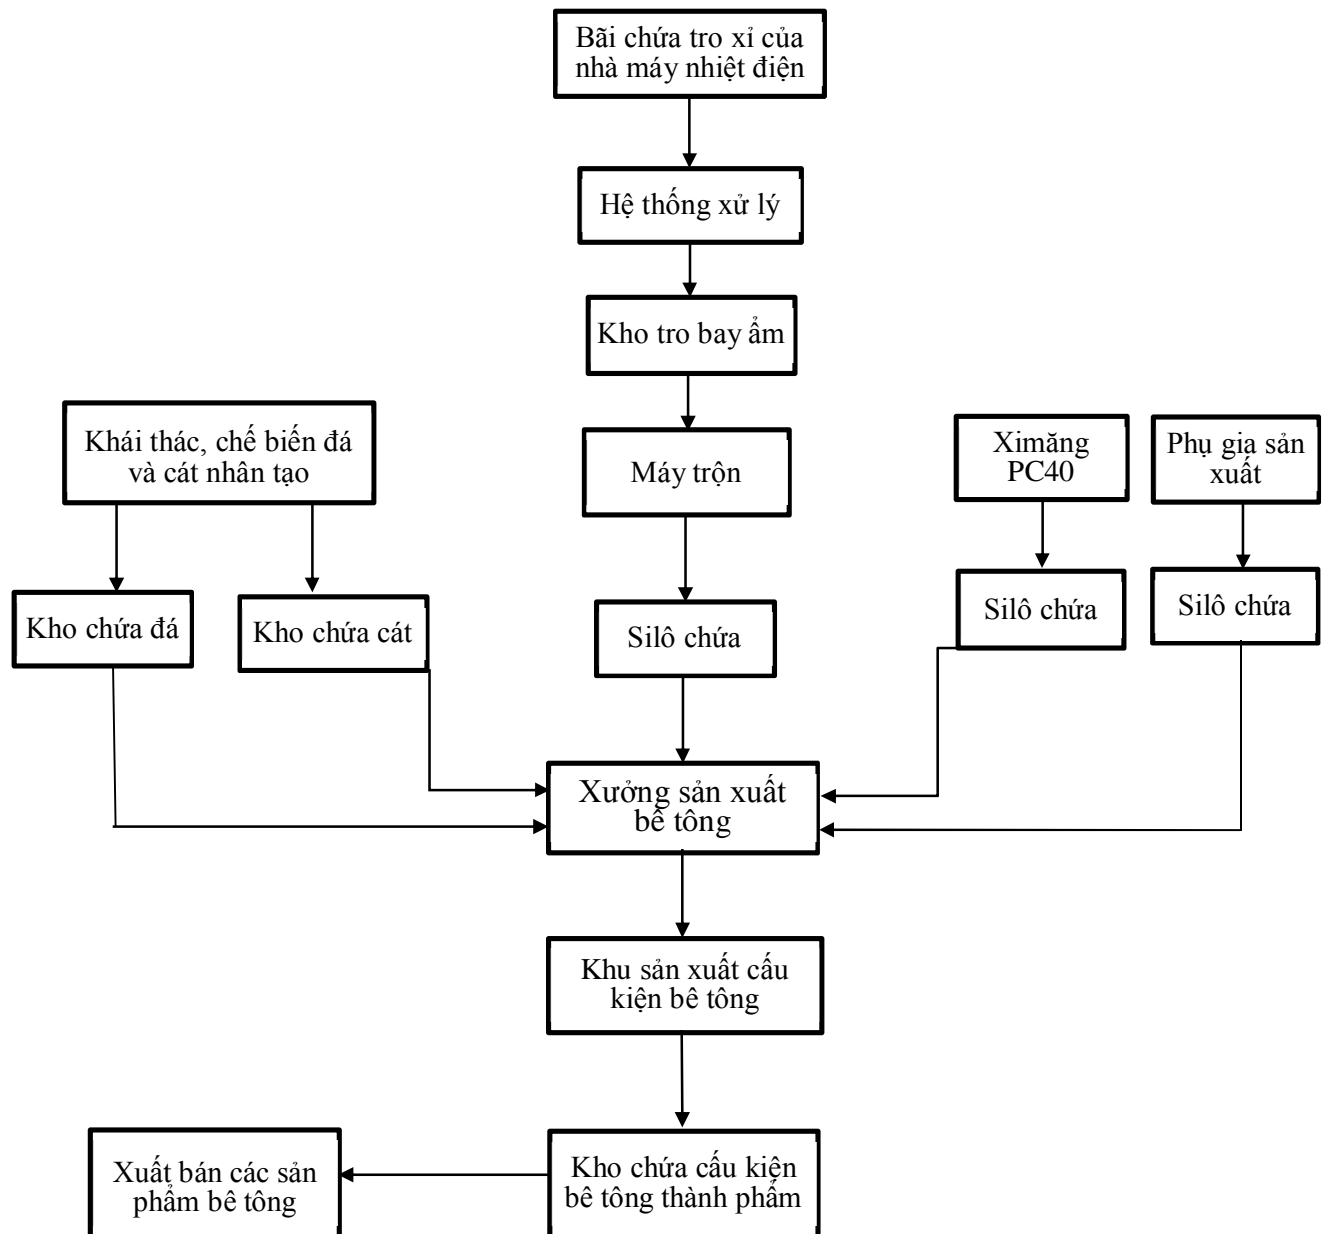 Bãi chứa tro xỉ của
nhà máy nhiệt điện
Hệ thống xử lý
Kho tro bay ẩm
Khái thác, chế biến đá
và cát nhân tạo
Máy trộn
Ximăng
PC40
Phụ gia sản
xuất
Kho chứa đá
Kho chứa cát
Silô chứa
Silô chứa
Silô chứa
Xưởng sản xuất
bê tông
Khu sản xuất cấu
kiện bê tông
Xuất bán các sản
phẩm bê tông
Kho chứa cấu kiện
bê tông thành phẩm